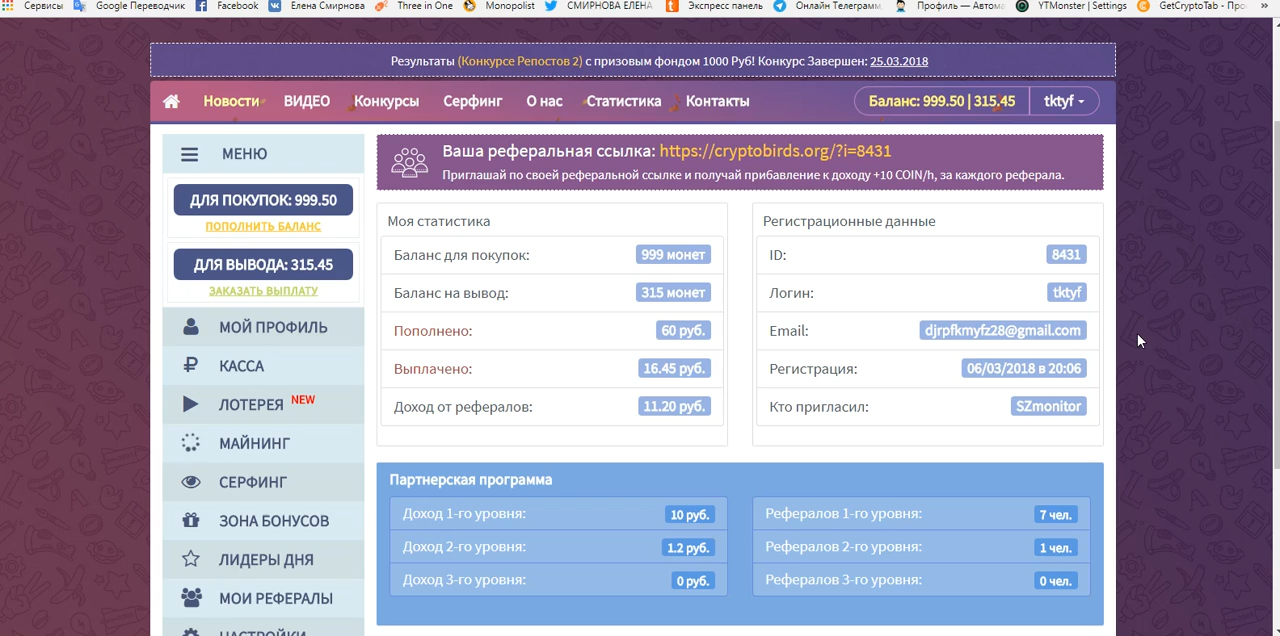 Сервисы Google Переводчик Facebook Елена Смирнова Three in One Monopolist СМИРНОВА ЕЛЕНА Экспресс панель Онлайн Телеграмм Профиль — Автома YTMonster | Settings GetCryptoTab - Про »
Результаты (Конкурсе Репостов 2) с призовым фондом 1000 Руб! Конкурс Завершен: 25.03.2018
Новости ВИДЕО Конкурсы Серфинг О нас Статистика Контакты Баланс: 999.50 | 315.45 tktyf
МЕНЮ
ДЛЯ ПОКУПОК: 999.50
ПОПОЛНИТЬ БАЛАНС
ДЛЯ ВЫВОДА: 315.45
ЗАКАЗАТЬ ВЫПЛАТУ
МОЙ ПРОФИЛЬ
КАССА
ЛОТЕРЕЯ NEW
МАЙНИНГ
СЕРФИНГ
ЗОНА БОНУСОВ
ЛИДЕРЫ ДНЯ
МОИ РЕФЕРАЛЫ
НАСТРОЙКИ
Ваша реферальная ссылка: https://cryptobirds.org/?i=8431
Приглашай по своей реферальной ссылке и получай прибавление к доходу +10 COIN/h, за каждого реферала.
Моя статистика
Баланс для покупок: 999 монет
Баланс на вывод: 315 монет
Пополнено: 60 руб.
Выплачено: 16.45 руб.
Доход от рефералов: 11.20 руб.
Регистрационные данные
ID: 8431
Логин: tktyf
Email: djrpfkmyfz28@gmail.com
Регистрация: 06/03/2018 в 20:06
Кто пригласил: SZmonitor
Партнерская программа
Доход 1-го уровня: 10 руб.
Доход 2-го уровня: 1.2 руб.
Доход 3-го уровня: 0 руб.
Рефералов 1-го уровня: 7 чел.
Рефералов 2-го уровня: 1 чел.
Рефералов 3-го уровня: 0 чел.